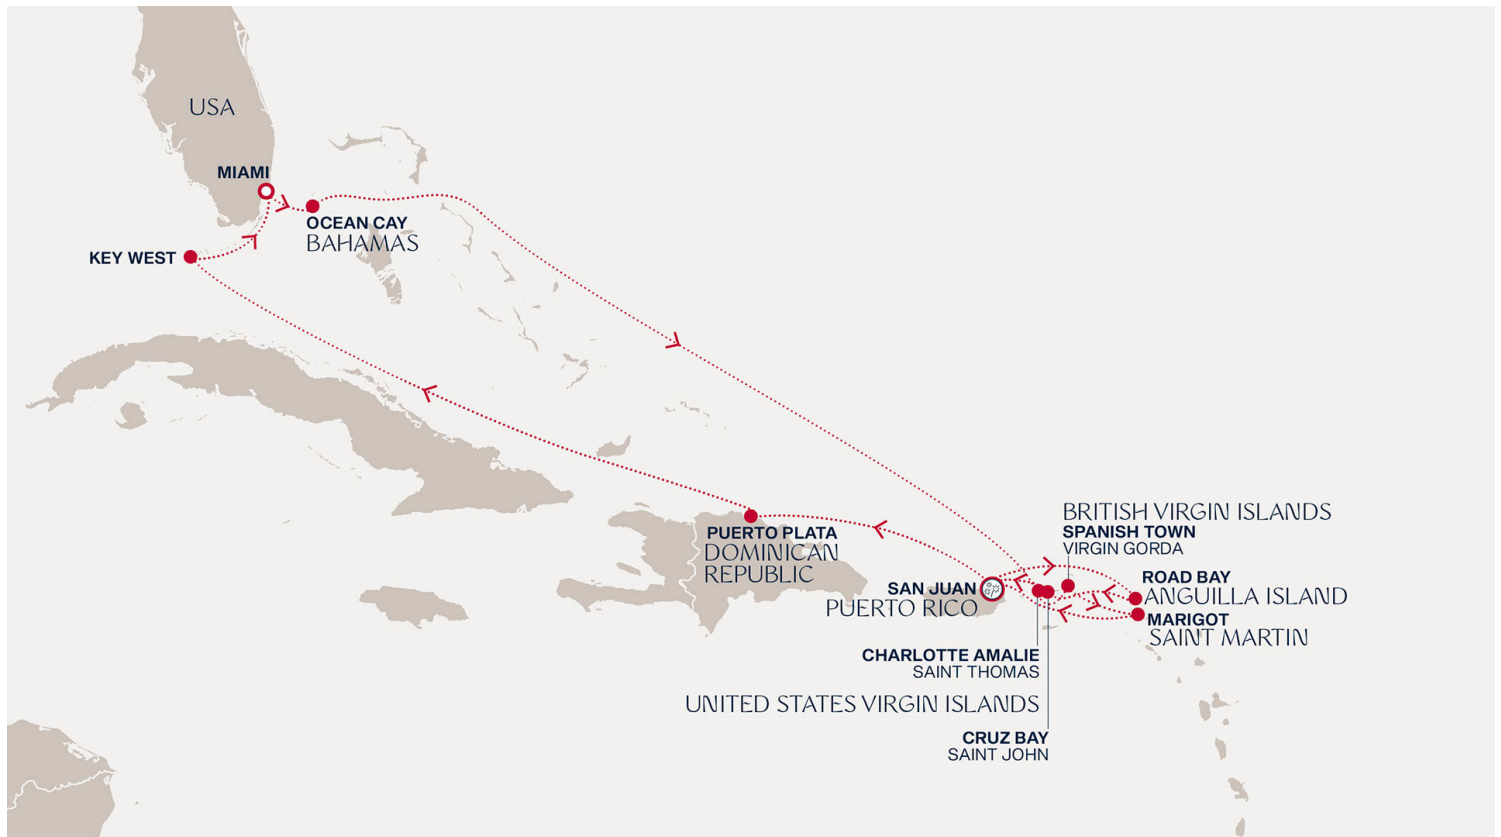 USA
MIAMI
OCEAN CAY
BAHAMAS
KEY WEST
PUERTO PLATA
DOMINICAN
REPUBLIC
SAN JUAN
PUERTO RICO
BRITISH VIRGIN ISLANDS
SPANISH TOWN
VIRGIN GORDA
ROAD BAY
ANGUILLA ISLAND
MARIGOT
SAINT MARTIN
CHARLOTTE AMALIE
SAINT THOMAS
UNITED STATES VIRGIN ISLANDS
CRUZ BAY
SAINT JOHN